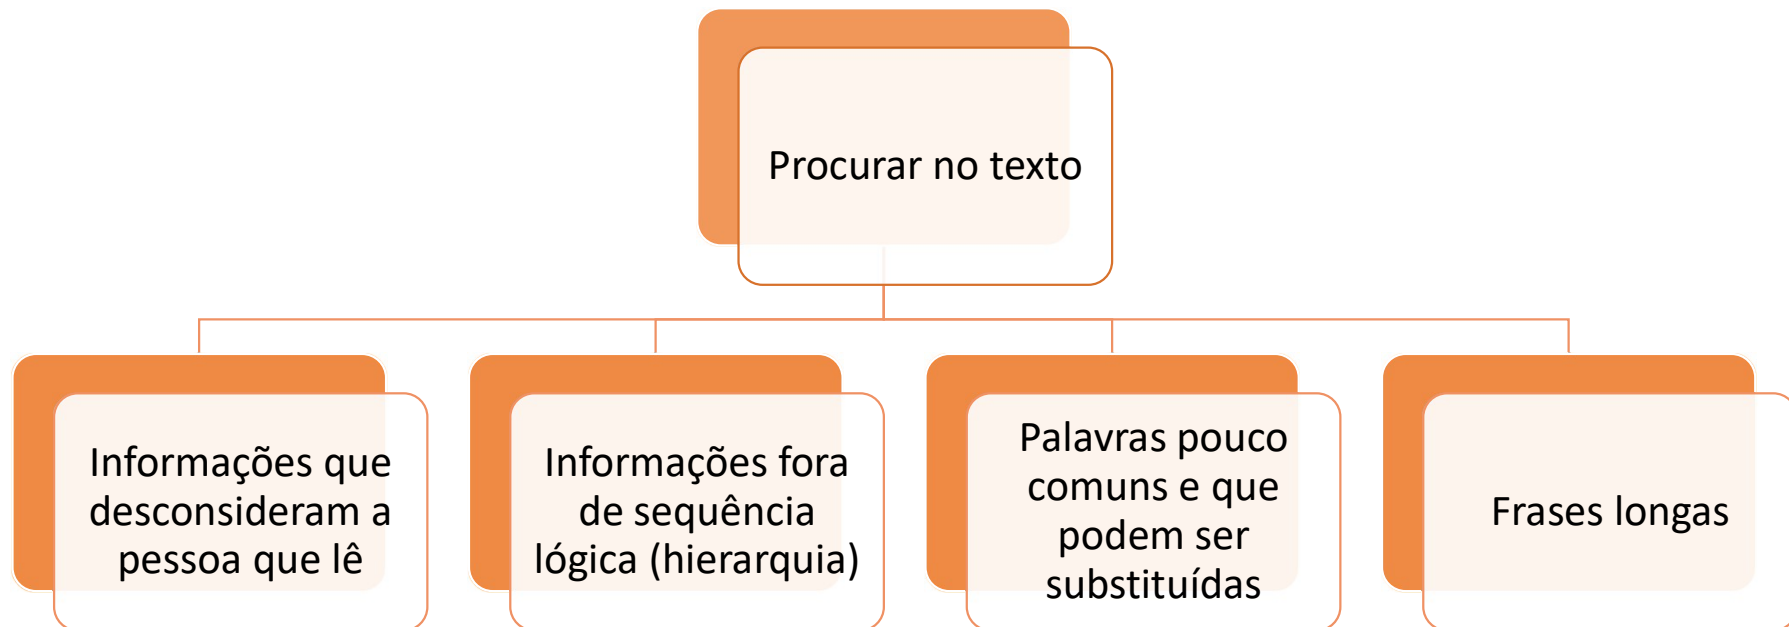 Procurar no texto
Informações que
desconsideram a
pessoa que lê
Informações fora
de sequência
lógica (hierarquia)
Palavras pouco
comuns e que
podem ser
substituídas
Frases longas